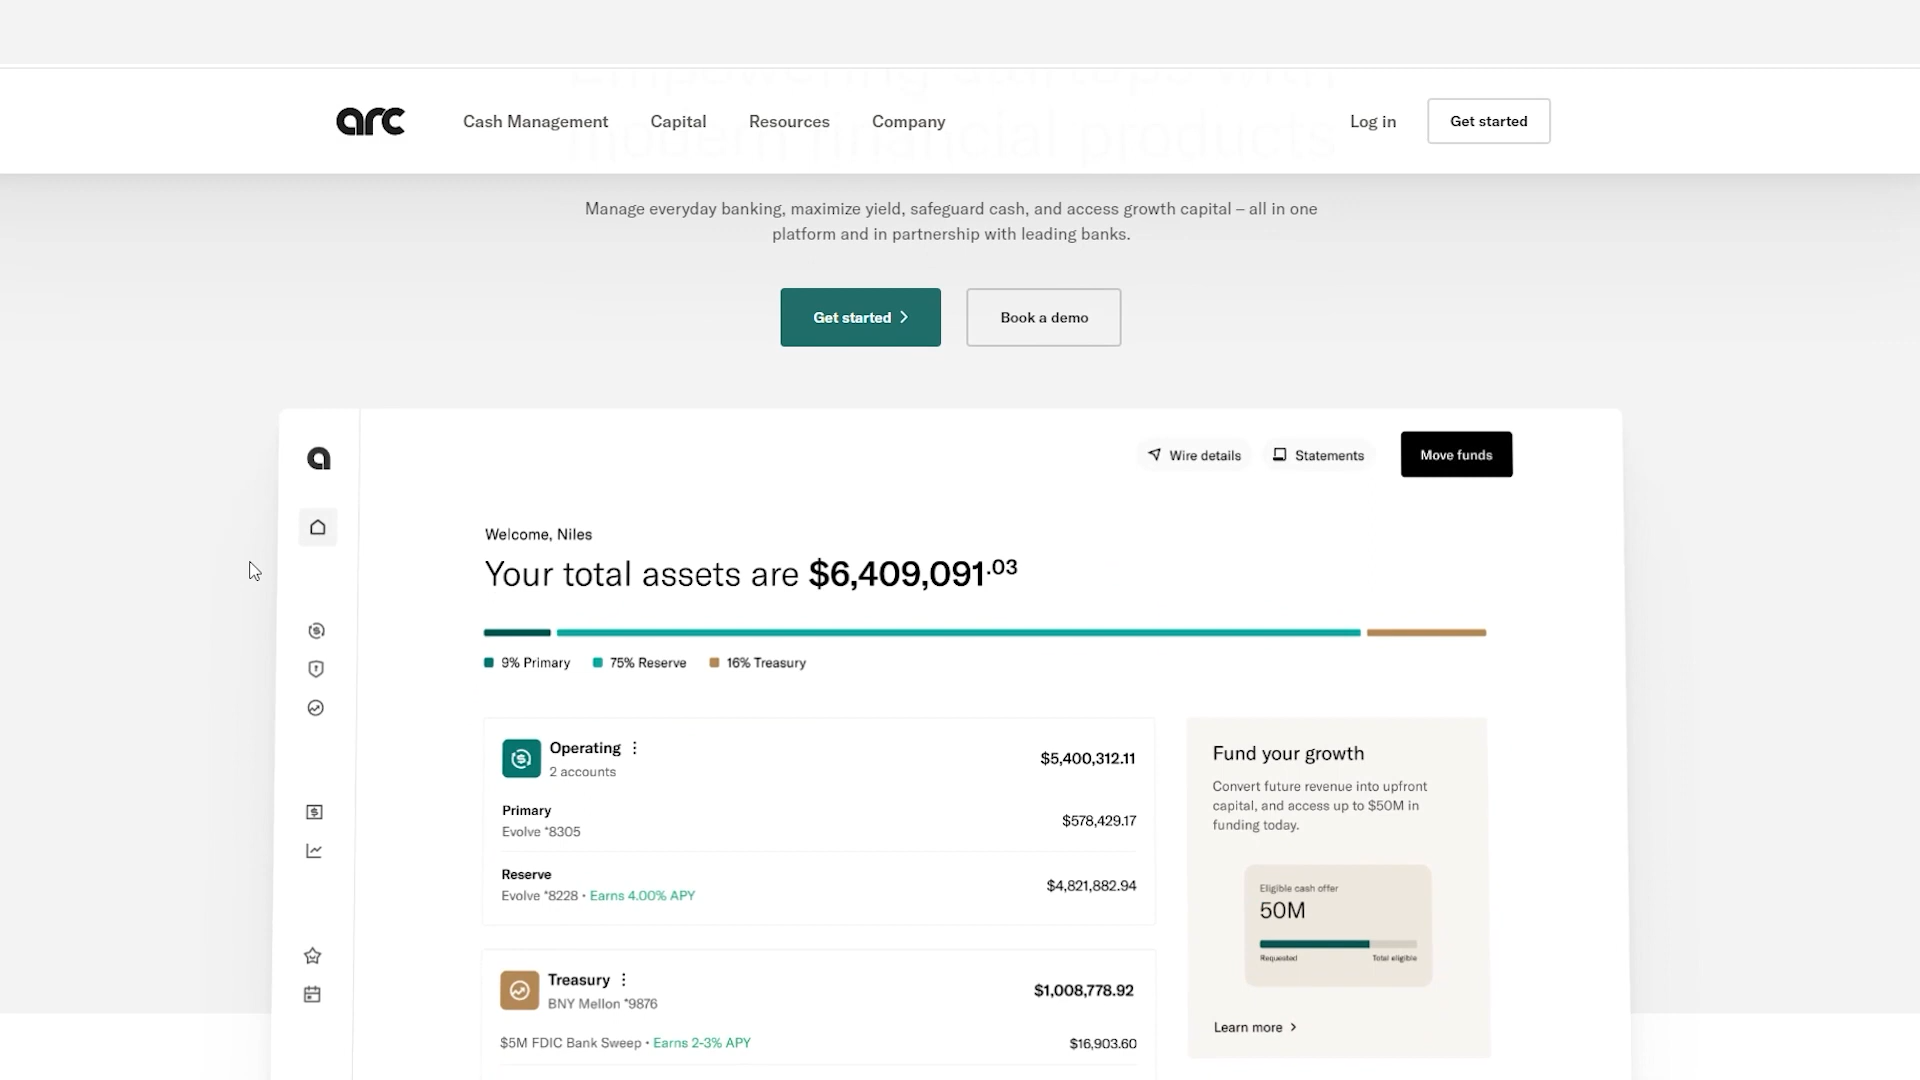 Empowering startups with
modern financial products
arc
Cash Management
Capital
Resources
Company
Log in
Get started
Manage everyday banking, maximize yield, safeguard cash, and access growth capital – all in one
platform and in partnership with leading banks.
Get started
Book a demo
a
Wire details
Statements
Move funds
Welcome, Niles
Your total assets are $6,409,091.03
9% Primary
75% Reserve
16% Treasury
Operating
$5,400,312.11
2 accounts
Primary
Evolve *8305
$578,429.17
Reserve
Evolve *8228 • Earns 4.00% APY
$4,821,882.94
Treasury
BNY Mellon *9876
$1,008,778.92
$5M FDIC Bank Sweep • Earns 2-3% APY
$16,903.60
Fund your growth
Convert future revenue into upfront
capital, and access up to $50M in
funding today.
Eligible cash offer
50M
Requested
Total eligible
Learn more